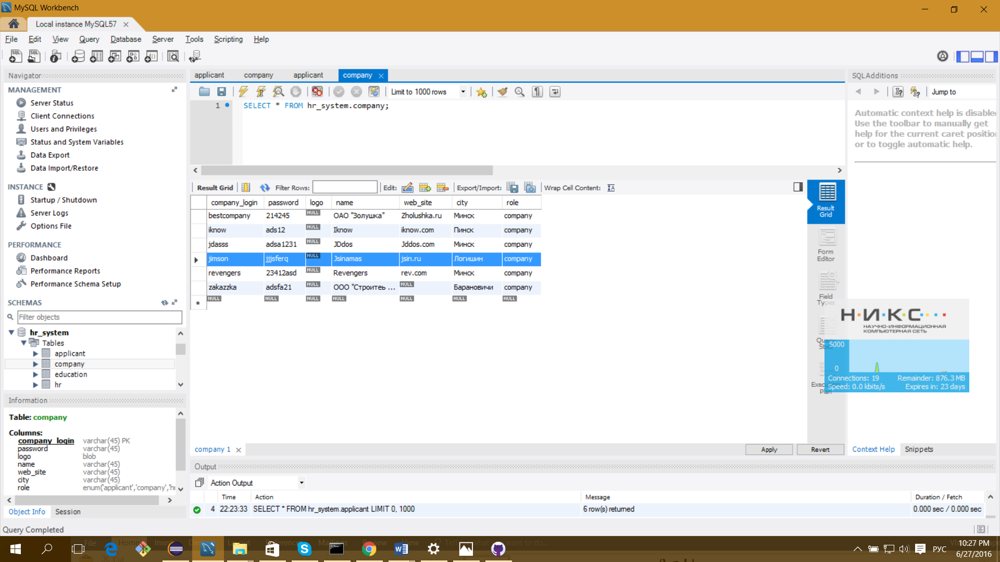 MySQL Workbench
Local instance MySQL57
File Edit View Query Database Server Tools Scripting Help
Navigator
MANAGEMENT
Server Status
Client Connections
Users and Privileges
Status and System Variables
Data Export
Data Import/Restore
INSTANCE
Startup / Shutdown
Server Logs
Options File
PERFORMANCE
Dashboard
Performance Reports
Performance Schema Setup
SCHEMAS
Filter objects
hr_system
Tables
applicant
company
education
hr
Information
Table: company
Columns:
company_login varchar(45) PK
password varchar(45)
logo blob
name varchar(45)
web_site varchar(45)
city varchar(45)
role enum('applicant','company','hr
Object Info Session
applicant company applicant company
Limit to 1000 rows
1 SELECT * FROM hr_system.company;
Result Grid Filter Rows: Edit: Export/Import: Wrap Cell Content:
company_login password logo name web_site city role
bestcompany 214245 NULL ОАО "Золушка" Zholushka.ru Минск company
iknow ads12 NULL Iknow iknow.com Пинск company
jdasss adsa1231 NULL JDdos Jddos.com Минск company
jimson jjjsferq NULL Jsinamas jsin.ru Логишин company
revengers 23412asd NULL Revengers rev.com Минск company
zakazzka adsfa21 NULL ООО "Строитеь ... NULL Барановичи company
NULL NULL NULL NULL NULL NULL NULL
Result Grid
Form Editor
Field Types
Query
Plan
company 1
Apply Revert
SQLAdditions
Jump to
Automatic context help is disable
Use the toolbar to manually get
help for the current caret positio
or to toggle automatic help.
Context Help Snippets
Н·И·К·С
НАУЧНО-ИНФОРМАЦИОННАЯ
КОМПЬЮТЕРНАЯ СЕТЬ
5000
0
Connections: 19 Remainder: 876.3 MB
Speed: 0.0 kbits/s Expires in: 23 days
Output
Action Output
Time Action Message Duration / Fetch
4 22:23:33 SELECT * FROM hr_system.applicant LIMIT 0, 1000 6 row(s) returned 0.000 sec / 0.000 sec
Query Completed
File Home Insert
РУС
10:27 PM
6/27/2016